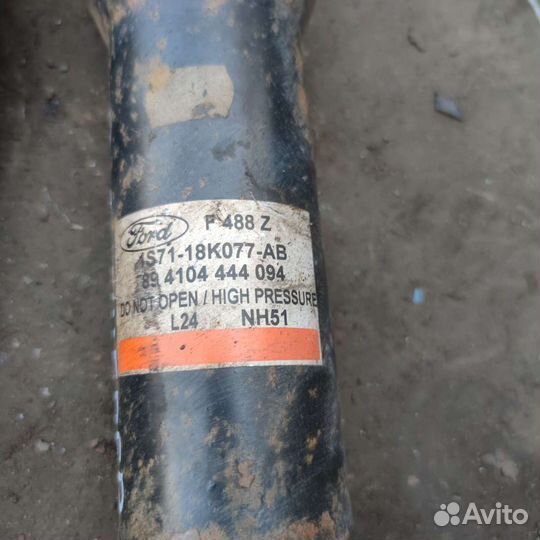 Ford F 488 Z
4S71-18K077-AB
89 4104 444 094
DO NOT OPEN / HIGH PRESSURE
L24 NH51
Avito